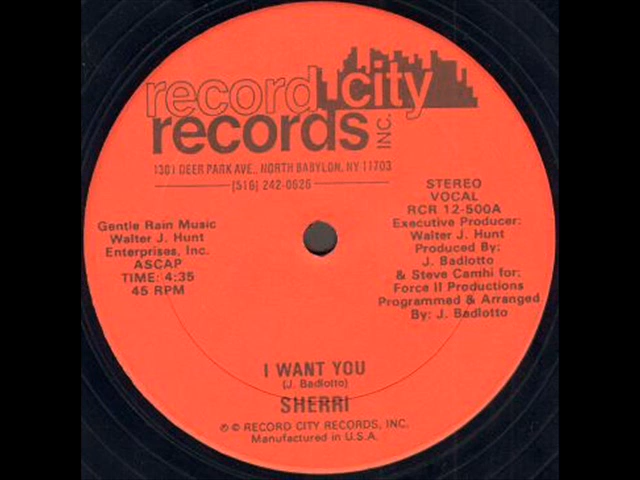 record city
records INC.
1301 DEER PARK AVE., NORTH BABYLON, NY 11703
(516) 242-0626
STEREO
VOCAL
RCR 12-500A
Executive Producer:
Walter J. Hunt
Produced By:
J. Badlotto
& Steve Camhi for:
Force II Productions
Programmed & Arranged
By: J. Badlotto
Gentle Rain Music
Walter J. Hunt
Enterprises, Inc.
ASCAP
TIME: 4:35
45 RPM
I WANT YOU
(J. Badlotto)
SHERRI
℗ © RECORD CITY RECORDS, INC.
Manufactured in U.S.A.